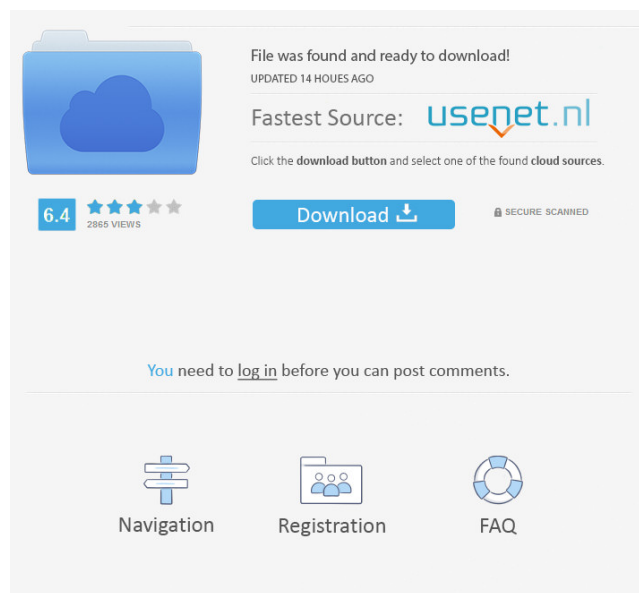 File was found and ready to download!
UPDATED 14 HOUES AGO
Fastest Source: usenet.nl
Click the download button and select one of the found cloud sources.
6.4
2865 VIEWS
Download
SECURE SCANNED
You need to log in before you can post comments.
Navigation
Registration
FAQ